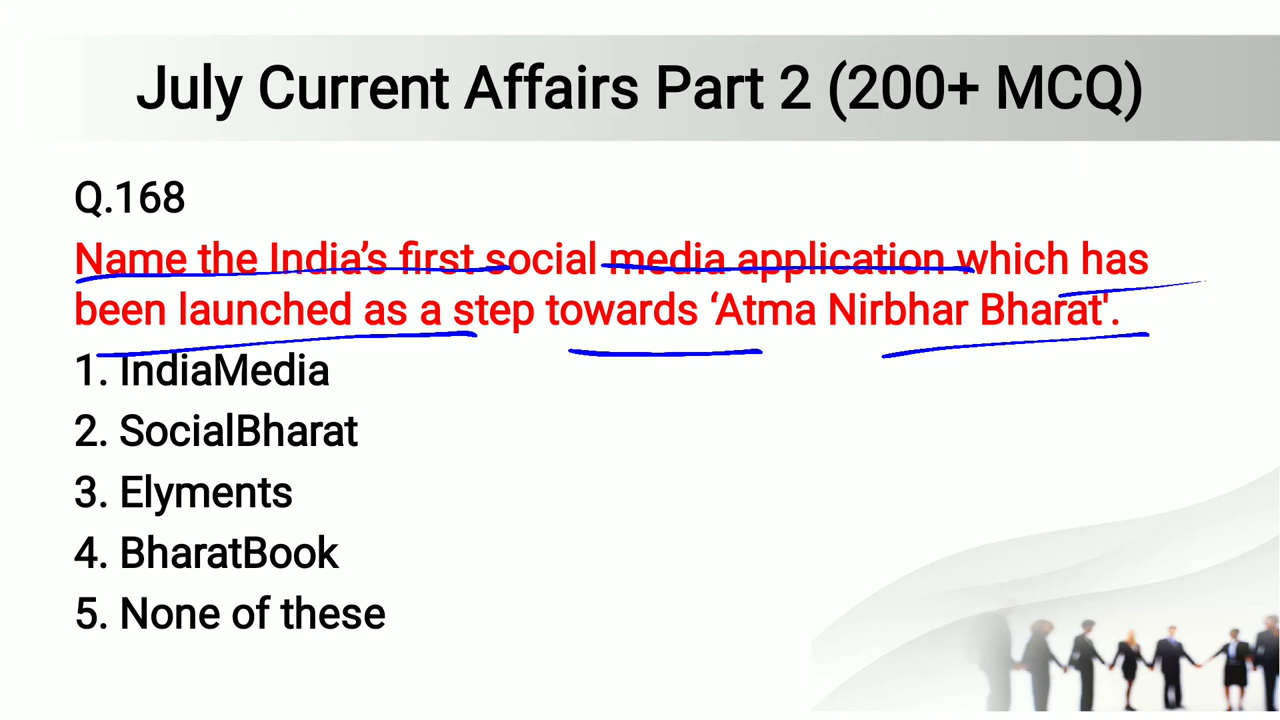 July Current Affairs Part 2 (200+ MCQ)
Q.168
Name the India’s first social media application which has
been launched as a step towards ‘Atma Nirbhar Bharat'.
1. IndiaMedia
2. SocialBharat
3. Elyments
4. BharatBook
5. None of these